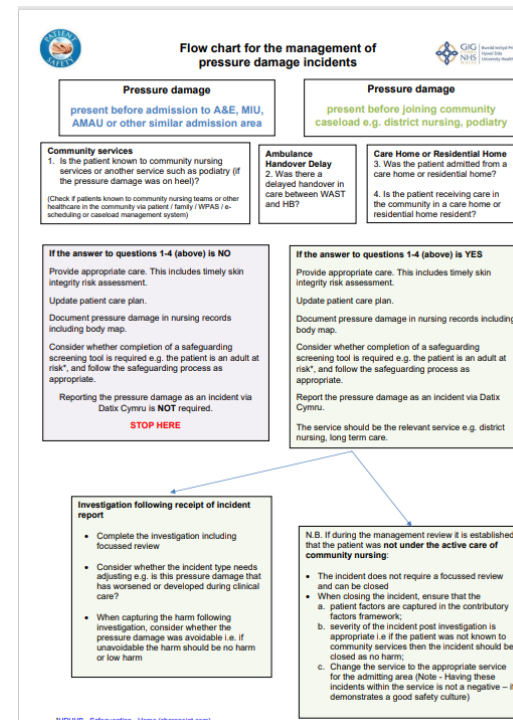 PATIENT
SAFETY
Flow chart for the management of
pressure damage incidents
GIG
NHS
Bwrdd Iechyd Pr
Hywel Dda
University Health
Pressure damage
present before admission to A&E, MIU,
AMAU or other similar admission area
Pressure damage
present before joining community
caseload e.g. district nursing, podiatry
Community services
1. Is the patient known to community nursing
services or another service such as podiatry (if
the pressure damage was on heel)?
(Check if patients known to community nursing teams or other
healthcare in the community via patient / family / WPAS / e-
scheduling or caseload management system)
Ambulance
Handover Delay
2. Was there a
delayed handover in
care between WAST
and HB?
Care Home or Residential Home
3. Was the patient admitted from a
care home or residential home?
4. Is the patient receiving care in
the community in a care home or
residential home resident?
If the answer to questions 1-4 (above) is NO
Provide appropriate care. This includes timely skin
integrity risk assessment.
Update patient care plan.
Document pressure damage in nursing records
including body map.
Consider whether completion of a safeguarding
screening tool is required e.g. the patient is an adult at
risk*, and follow the safeguarding process as
appropriate.
Reporting the pressure damage as an incident via
Datix Cymru is NOT required.
STOP HERE
If the answer to questions 1-4 (above) is YES
Provide appropriate care. This includes timely skin
integrity risk assessment.
Update patient care plan.
Document pressure damage in nursing records including
body map.
Consider whether completion of a safeguarding
screening tool is required e.g. the patient is an adult at
risk*, and follow the safeguarding process as
appropriate.
Report the pressure damage as an incident via Datix
Cymru.
The service should be the relevant service e.g. district
nursing, long term care.
Investigation following receipt of incident
report
• Complete the investigation including
focussed review
• Consider whether the incident type needs
adjusting e.g. is this pressure damage that
has worsened or developed during clinical
care?
• When capturing the harm following
investigation, consider whether the
pressure damage was avoidable i.e. if
unavoidable the harm should be no harm
or low harm
N.B. If during the management review it is established
that the patient was not under the active care of
community nursing:
• The incident does not require a focussed review
and can be closed
• When closing the incident, ensure that the
a. patient factors are captured in the contributory
factors framework;
b. severity of the incident post investigation is
appropriate i.e if the patient was not known to
community services then the incident should be
closed as no harm;
c. Change the service to the appropriate service
for the admitting area (Note - Having these
incidents within the service is not a negative – it
demonstrates a good safety culture)